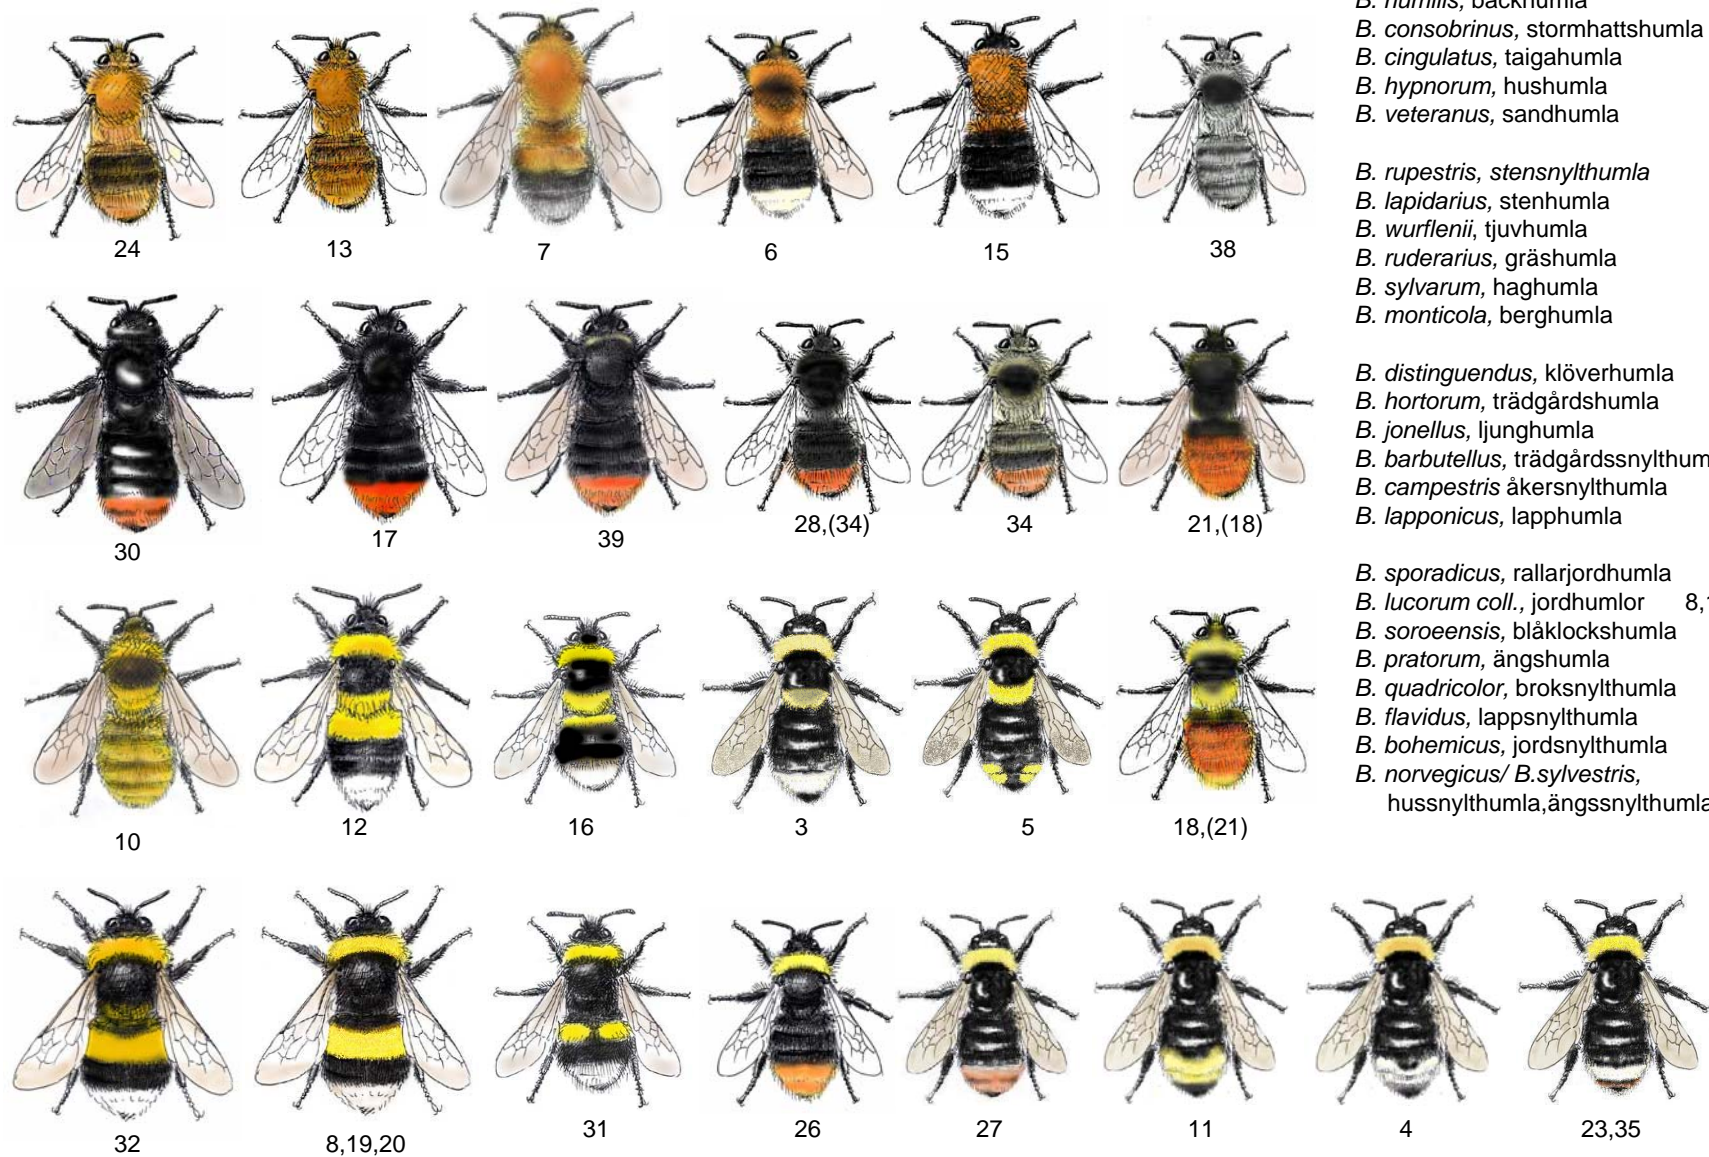 B. humilis, backhumla
B. consobrinus, stormhattshumla
B. cingulatus, taigahumla
B. hypnorum, hushumla
B. veteranus, sandhumla
24 13 7 6 15 38
B. rupestris, stensnylthumla
B. lapidarius, stenhumla
B. wurflenii, tjuvhumla
B. ruderarius, gräshumla
B. sylvarum, haghumla
B. monticola, berghumla
30 17 39 28,(34) 34 21,(18)
B. distinguendus, klöverhumla
B. hortorum, trädgårdshumla
B. jonellus, ljunghumla
B. barbutellus, trädgårdssnylthum
B. campestris åkersnylthumla
B. lapponicus, lapphumla
10 12 16 3 5 18,(21)
B. sporadicus, rallarjordhumla
B. lucorum coll., jordhumlor 8,1
B. soroeensis, blåklockshumla
B. pratorum, ängshumla
B. quadricolor, broksnylthumla
B. flavidus, lappsnylthumla
B. bohemicus, jordsnylthumla
B. norvegicus/ B.sylvestris,
hussnylthumla,ängssnylthumla
32 8,19,20 31 26 27 11 4 23,35